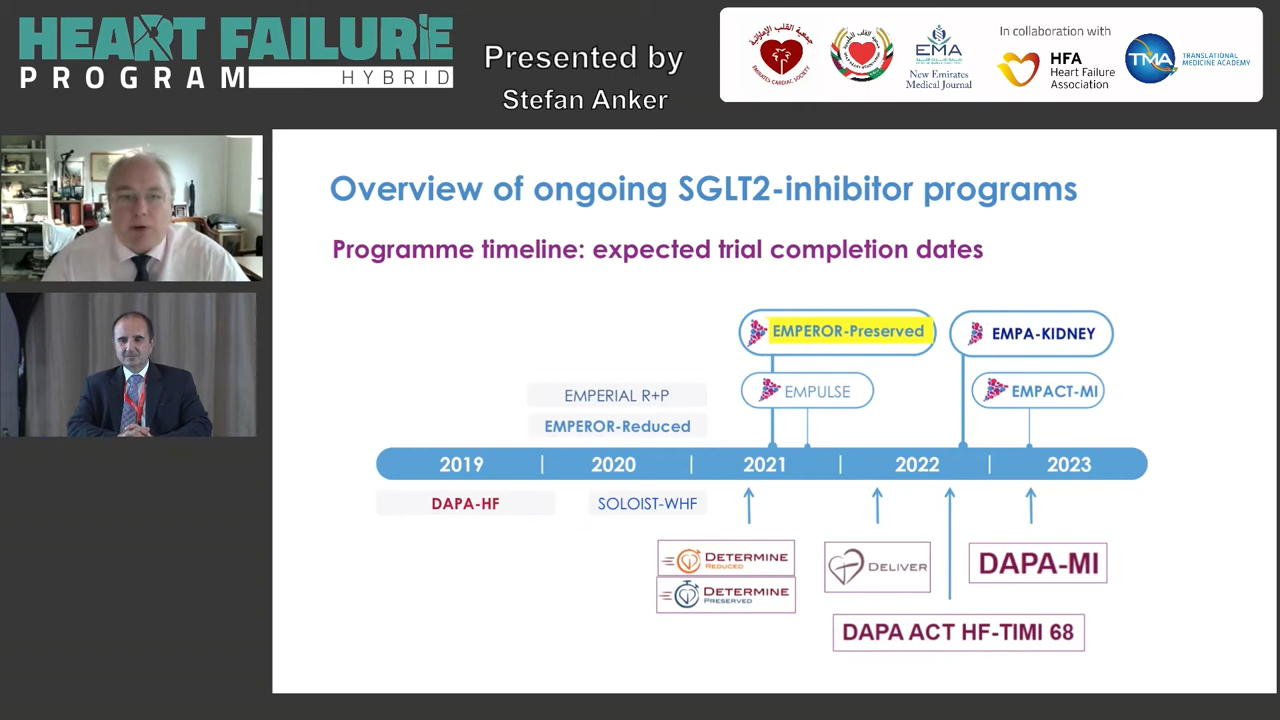 HEART FAILURE
PROGRAM HYBRID
Presented by
Stefan Anker
In collaboration with
EMA
New Emirates
Medical Journal
HFA
Heart Failure
Association
TMA
TRANSLATIONAL
MEDICINE ACADEMY
Overview of ongoing SGLT2-inhibitor programs
Programme timeline: expected trial completion dates
EMPEROR-Preserved
EMPA-KIDNEY
EMPERIAL R+P
EMPULSE
EMPACT-MI
EMPEROR-Reduced
2019 | 2020 | 2021 | 2022 | 2023
DAPA-HF
SOLOIST-WHF
DETERMINE
REDUCED
DETERMINE
PRESERVED
DELIVER
DAPA-MI
DAPA ACT HF-TIMI 68